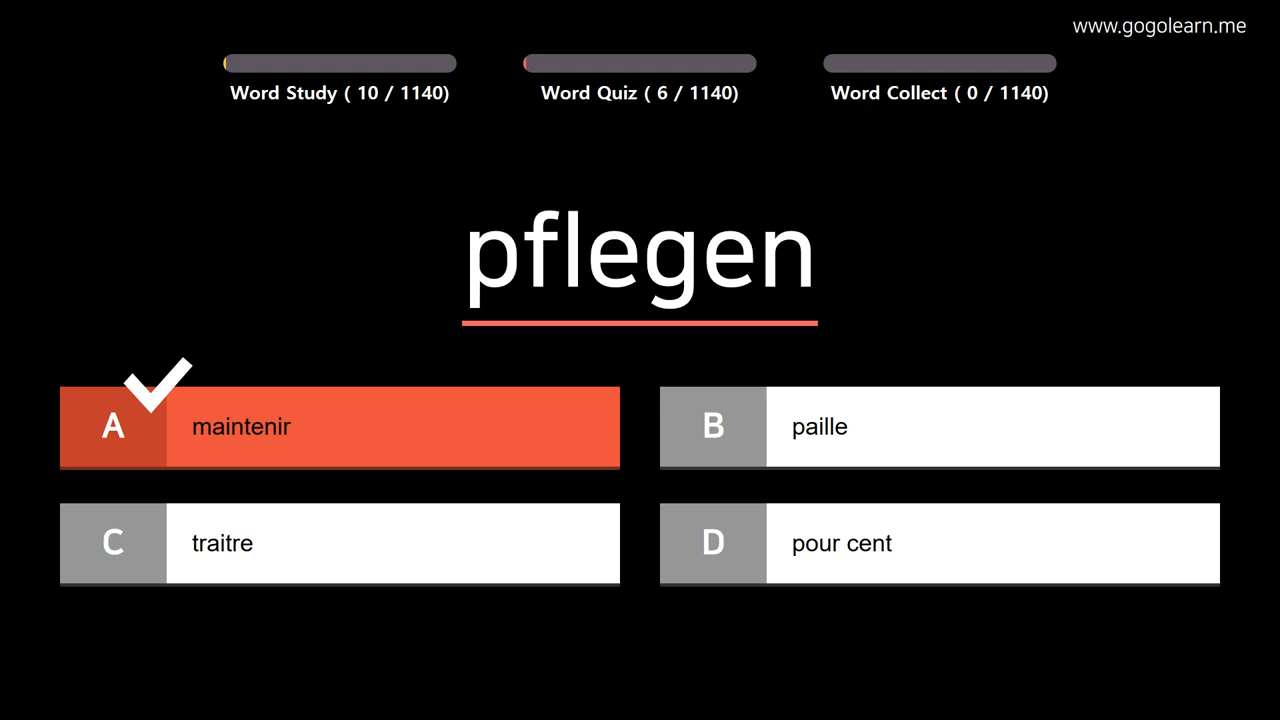 www.gogolearn.me
Word Study ( 10 / 1140)
Word Quiz ( 6 / 1140)
Word Collect ( 0 / 1140)
pflegen
A maintenir
B paille
C traitre
D pour cent